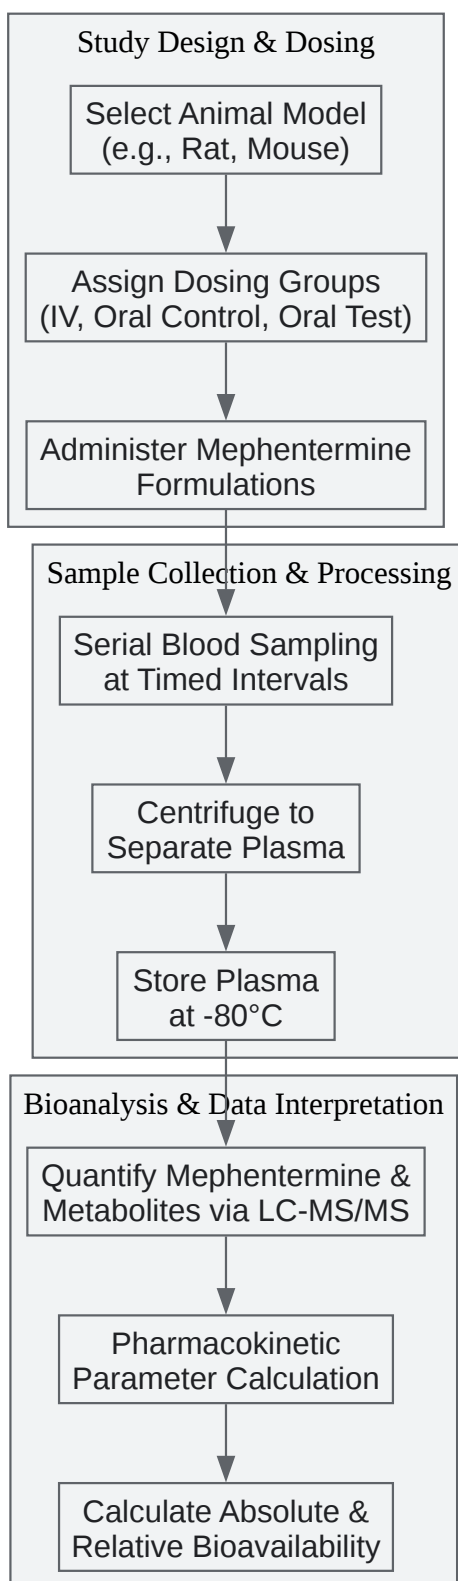 Study Design & Dosing
Select Animal Model
(e.g., Rat, Mouse)
Assign Dosing Groups
(IV, Oral Control, Oral Test)
Administer Mephentermine
Formulations
Sample Collection & Processing
Serial Blood Sampling
at Timed Intervals
Centrifuge to
Separate Plasma
Store Plasma
at -80°C
Bioanalysis & Data Interpretation
Quantify Mephentermine &
Metabolites via LC-MS/MS
Pharmacokinetic
Parameter Calculation
Calculate Absolute &
Relative Bioavailability